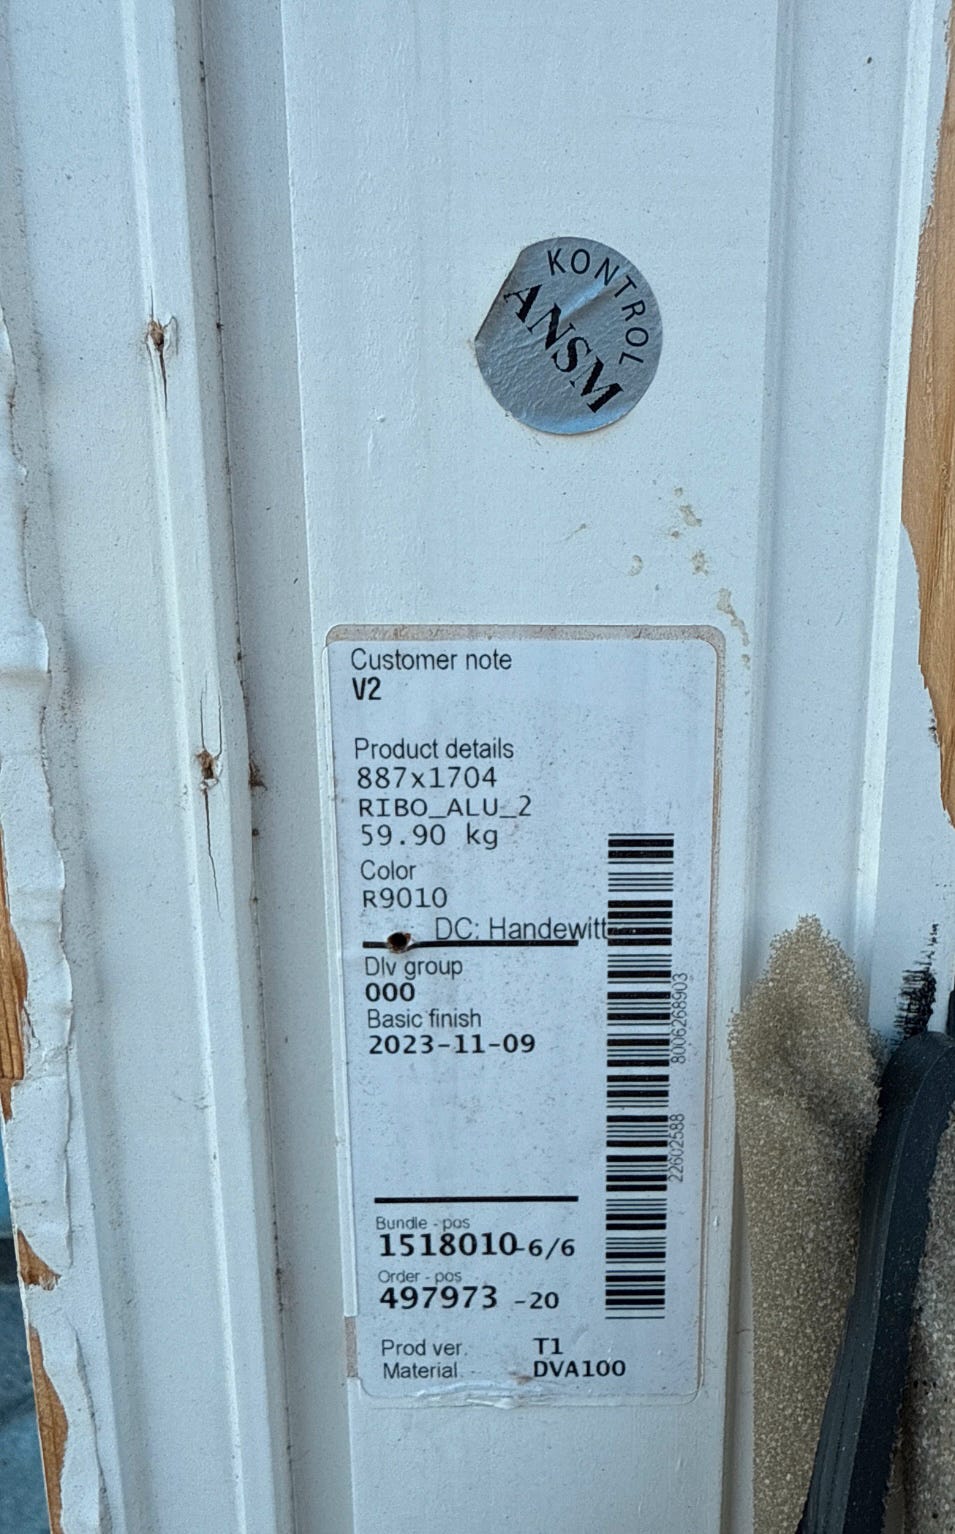 KONTROL
ANSM
Customer note
V2
Product details
887x1704
RIBO_ALU_2
59.90 kg
Color
R9010
DC: Handewitt
Dlv group
000
Basic finish
2023-11-09
8006268903
22602588
Bundle - pos
1518010-6/6
Order - pos
497973 -20
Prod ver. T1
Material DVA100